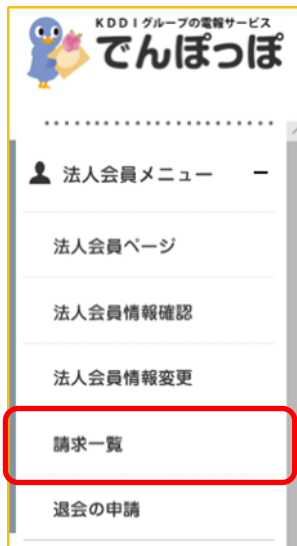 KDDIグループの電報サービス
でんぽっぽ
法人会員メニュー
法人会員ページ
法人会員情報確認
法人会員情報変更
請求一覧
退会の申請